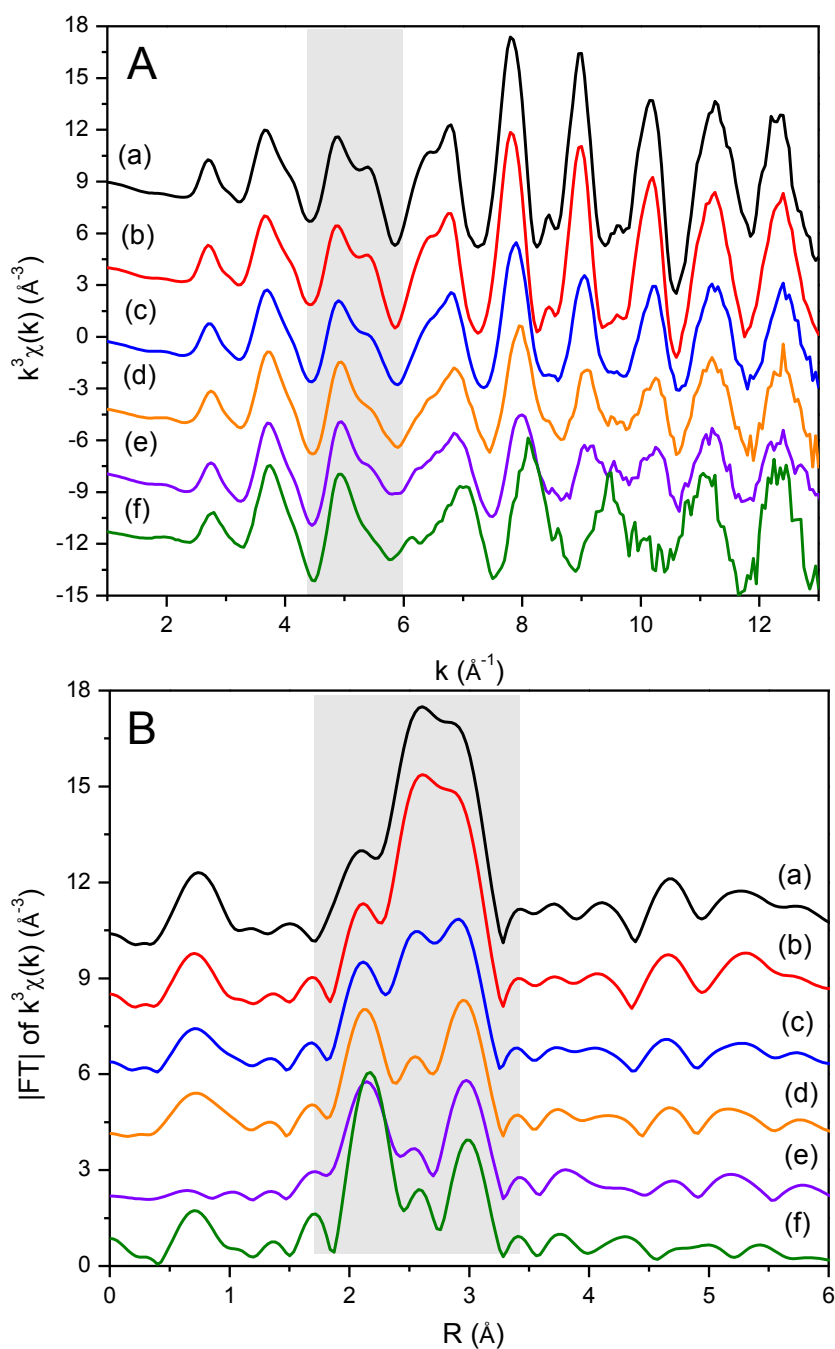 A
18
15
12
9
6
3
0
-3
-6
-9
-12
-15
k³χ(k) (Å⁻³)
(a)
(b)
(c)
(d)
(e)
(f)
2 4 6 8 10 12
k (Å⁻¹)
B
18
15
12
9
6
3
0
|FT| of k³χ(k) (Å⁻³)
(a)
(b)
(c)
(d)
(e)
(f)
0 1 2 3 4 5 6
R (Å)